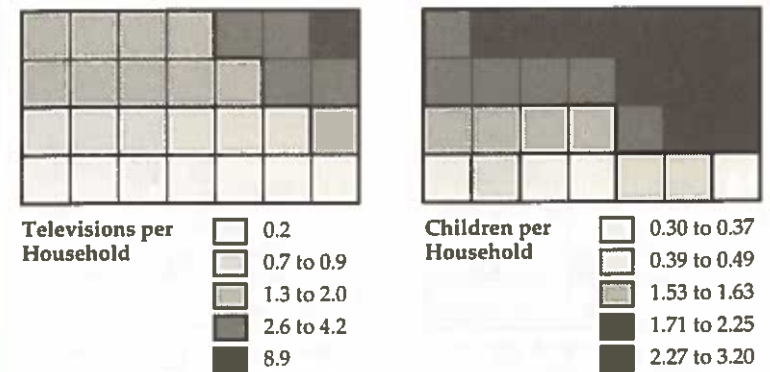 Televisions per
Household
0.2
0.7 to 0.9
1.3 to 2.0
2.6 to 4.2
8.9
Children per
Household
0.30 to 0.37
0.39 to 0.49
1.53 to 1.63
1.71 to 2.25
2.27 to 3.20